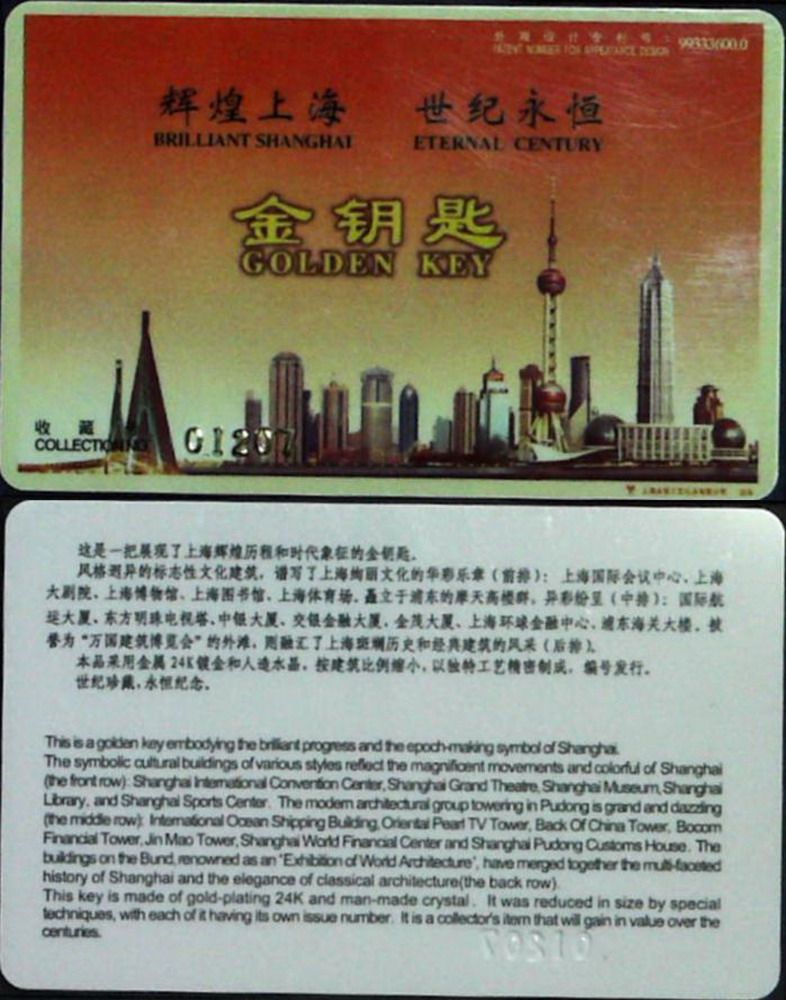 外观设计专利号: 99333600.0
PATENT NUMBER FOR APPEARANCE DESIGN
辉煌上海 世纪永恒
BRILLIANT SHANGHAI ETERNAL CENTURY
金钥匙
GOLDEN KEY
收藏
COLLECTION NO 01207
这是一把展现了上海辉煌历程和时代象征的金钥匙。
风格迥异的标志性文化建筑，谱写了上海绚丽文化的华彩乐章（前排）：上海国际会议中心、上海
大剧院、上海博物馆、上海图书馆、上海体育场。矗立于浦东的摩天高楼群，异彩纷呈（中排）：国际航
运大厦、东方明珠电视塔、中银大厦、交银金融大厦、金茂大厦、上海环球金融中心、浦东海关大楼。被
誉为“万国建筑博览会”的外滩，则融汇了上海斑斓历史和经典建筑的风采（后排）。
本品采用金属24K镀金和人造水晶，按建筑比例缩小，以独特工艺精密制成，编号发行。
世纪珍藏，永恒纪念。
This is a golden key embodying the brilliant progress and the epoch-making symbol of Shanghai.
The symbolic cultural buildings of various styles reflect the magnificent movements and colorful of Shanghai
(the front row): Shanghai International Convention Center, Shanghai Grand Theatre, Shanghai Museum, Shanghai
Library, and Shanghai Sports Center. The modern architectural group towering in Pudong is grand and dazzling
(the middle row): International Ocean Shipping Building, Oriental Pearl TV Tower, Back Of China Tower, Bocom
Financial Tower, Jin Mao Tower, Shanghai World Financial Center and Shanghai Pudong Customs House. The
buildings on the Bund, renowned as an "Exhibition of World Architecture", have merged together the multi-faceted
history of Shanghai and the elegance of classical architecture(the back row).
This key is made of gold-plating 24K and man-made crystal. It was reduced in size by special
techniques, with each of it having its own issue number. It is a collector's item that will gain in value over the
centuries.